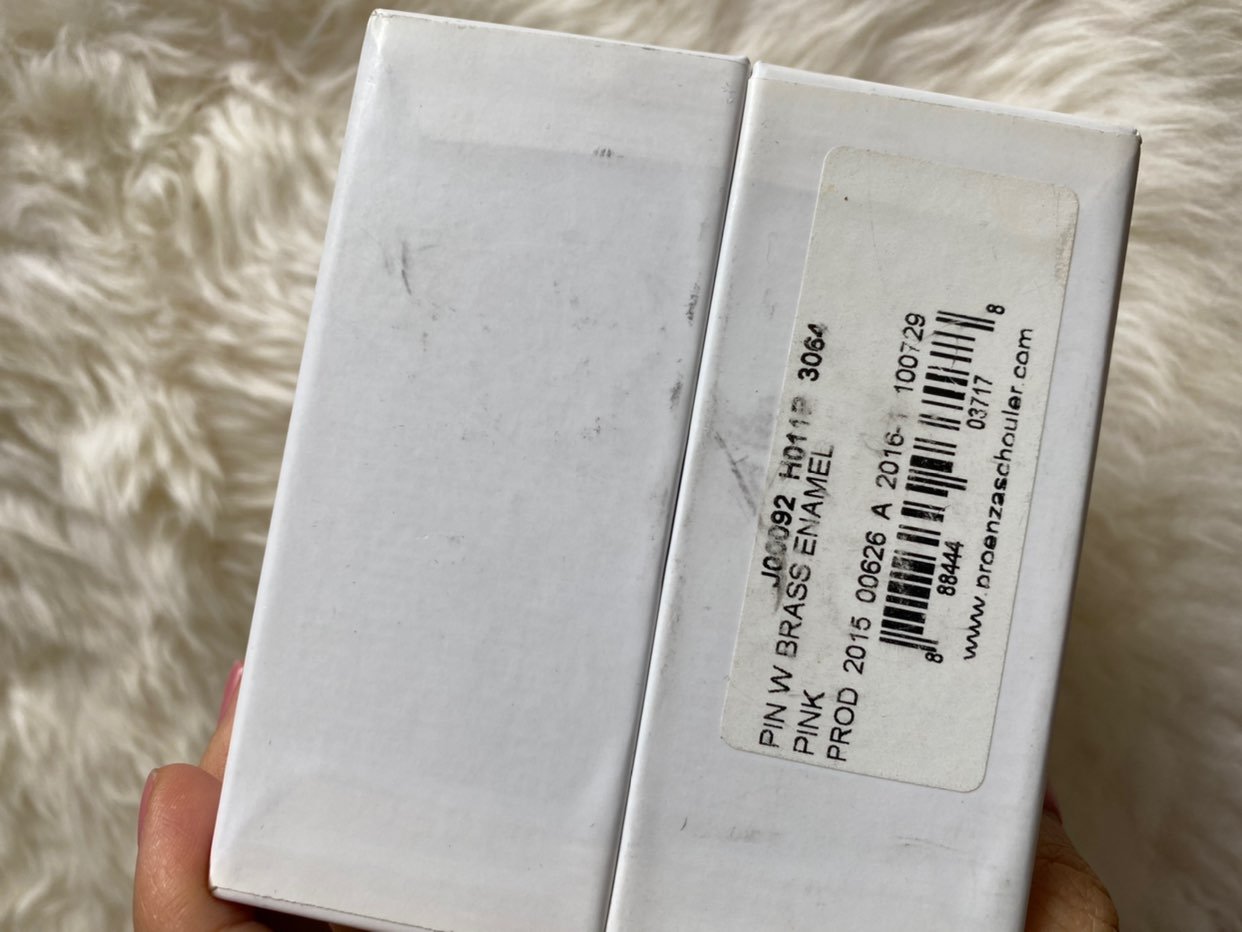 J00092 H011P 3064
PIN W BRASS ENAMEL
PINK
PROD 2015 00626 A 2016-1 100729
8 88444 03717 8
www.proenzaschouler.com